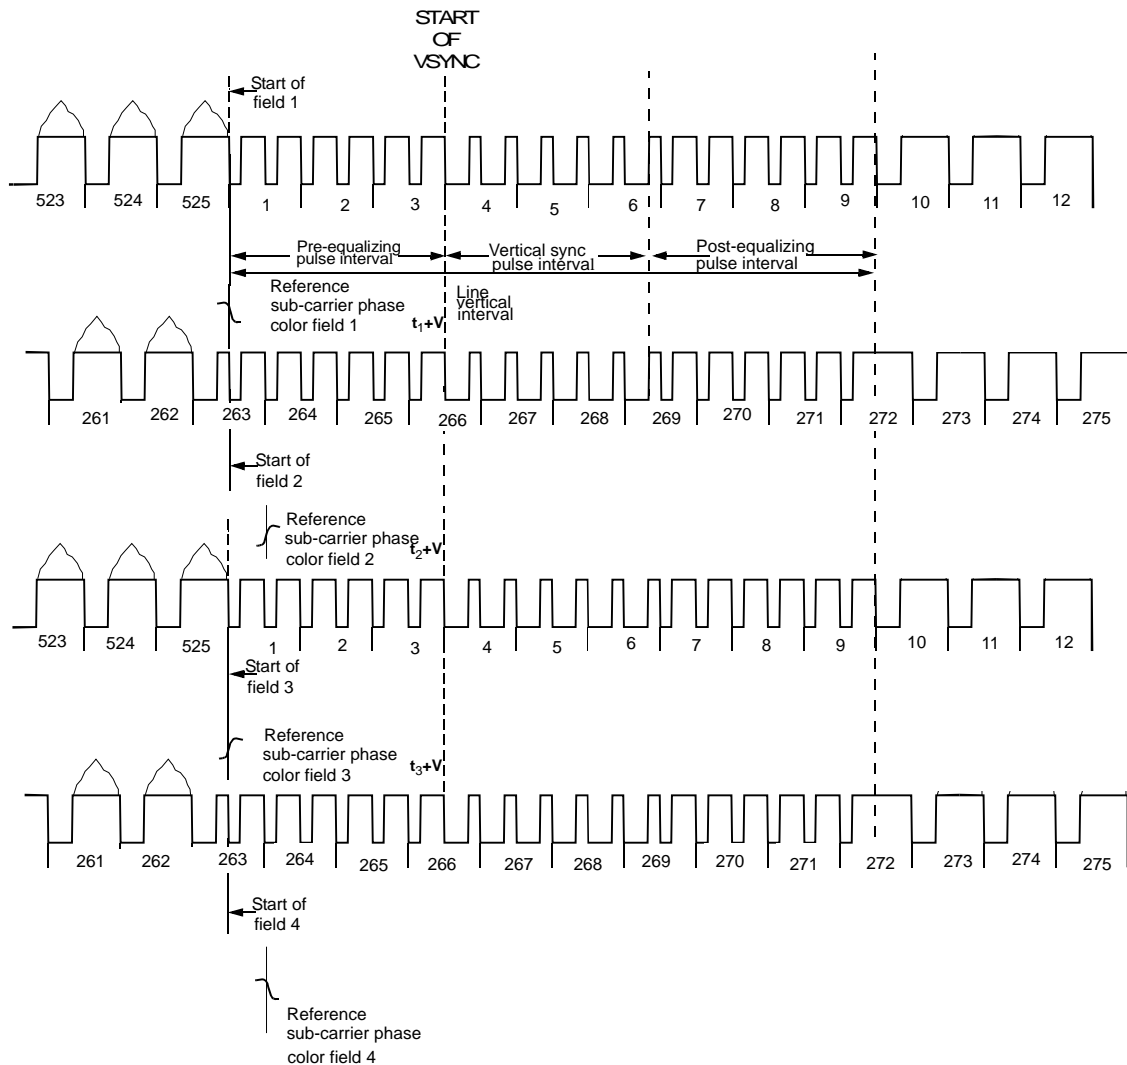 START
OF
VSYNC
Start of
field 1
523 524 525 1 2 3 4 5 6 7 8 9 10 11 12
Pre-equalizing
pulse interval
Vertical sync
pulse interval
Post-equalizing
pulse interval
Reference
sub-carrier phase
color field 1
t1+V
Line
vertical
interval
261 262 263 264 265 266 267 268 269 270 271 272 273 274 275
Start of
field 2
Reference
sub-carrier phase
color field 2
t2+V
523 524 525 1 2 3 4 5 6 7 8 9 10 11 12
Start of
field 3
Reference
sub-carrier phase
color field 3
t3+V
261 262 263 264 265 266 267 268 269 270 271 272 273 274 275
Start of
field 4
Reference
sub-carrier phase
color field 4